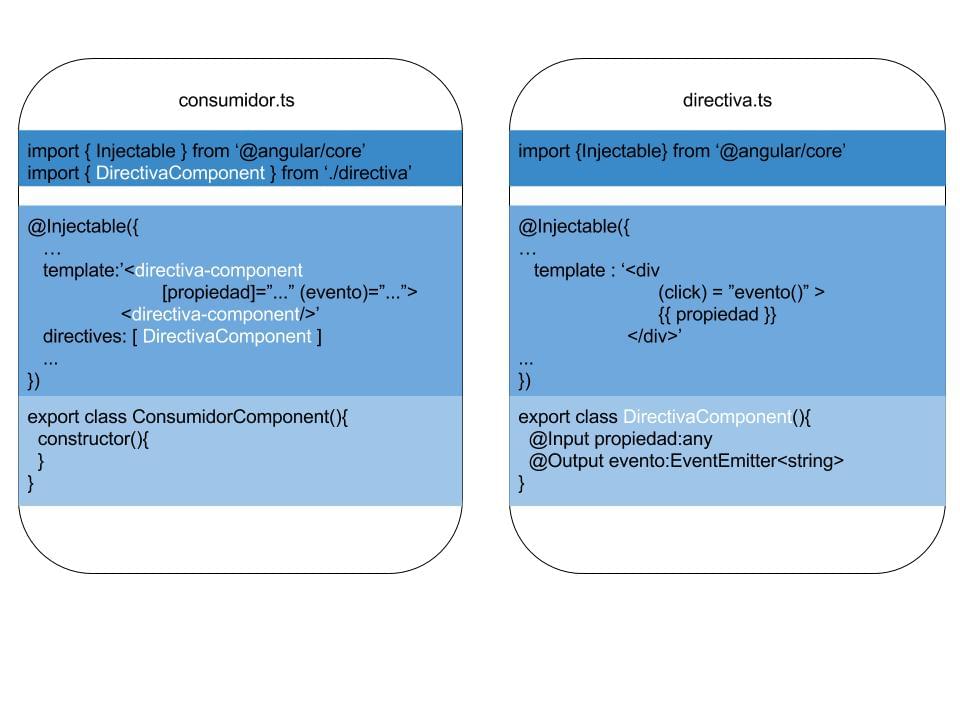 consumidor.ts
import { Injectable } from ‘@angular/core’
import { DirectivaComponent } from ‘./directiva’
@Injectable({
…
template:’<directiva-component
[propiedad]=”...” (evento)=”...”>
<directiva-component/>’
directives: [ DirectivaComponent ]
...
})
export class ConsumidorComponent(){
constructor(){
}
}
directiva.ts
import {Injectable} from ‘@angular/core’
@Injectable({
…
template : ‘<div
(click) = ”evento()” >
{{ propiedad }}
</div>’
...
})
export class DirectivaComponent(){
@Input propiedad:any
@Output evento:EventEmitter<string>
}